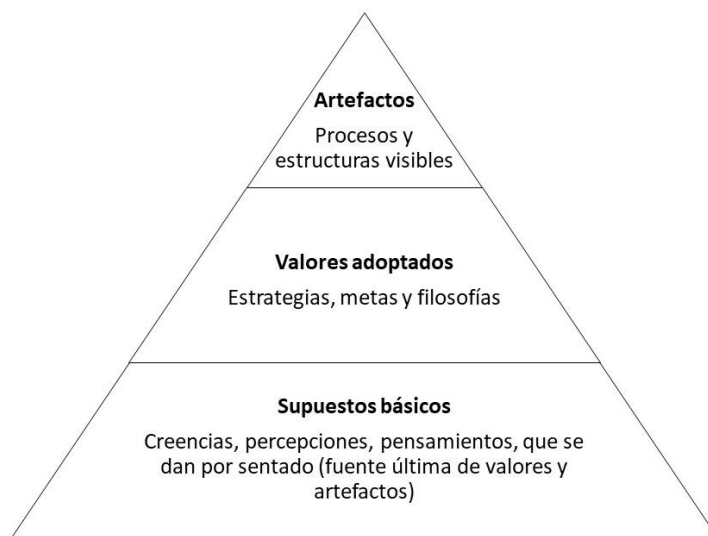 Artefactos
Procesos y
estructuras visibles
Valores adoptados
Estrategias, metas y filosofías
Supuestos básicos
Creencias, percepciones, pensamientos, que se
dan por sentado (fuente última de valores y
artefactos)